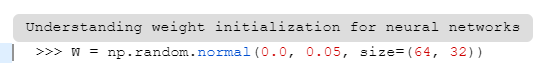 Understanding weight initialization for neural networks
>>> W = np.random.normal(0.0, 0.05, size=(64, 32))